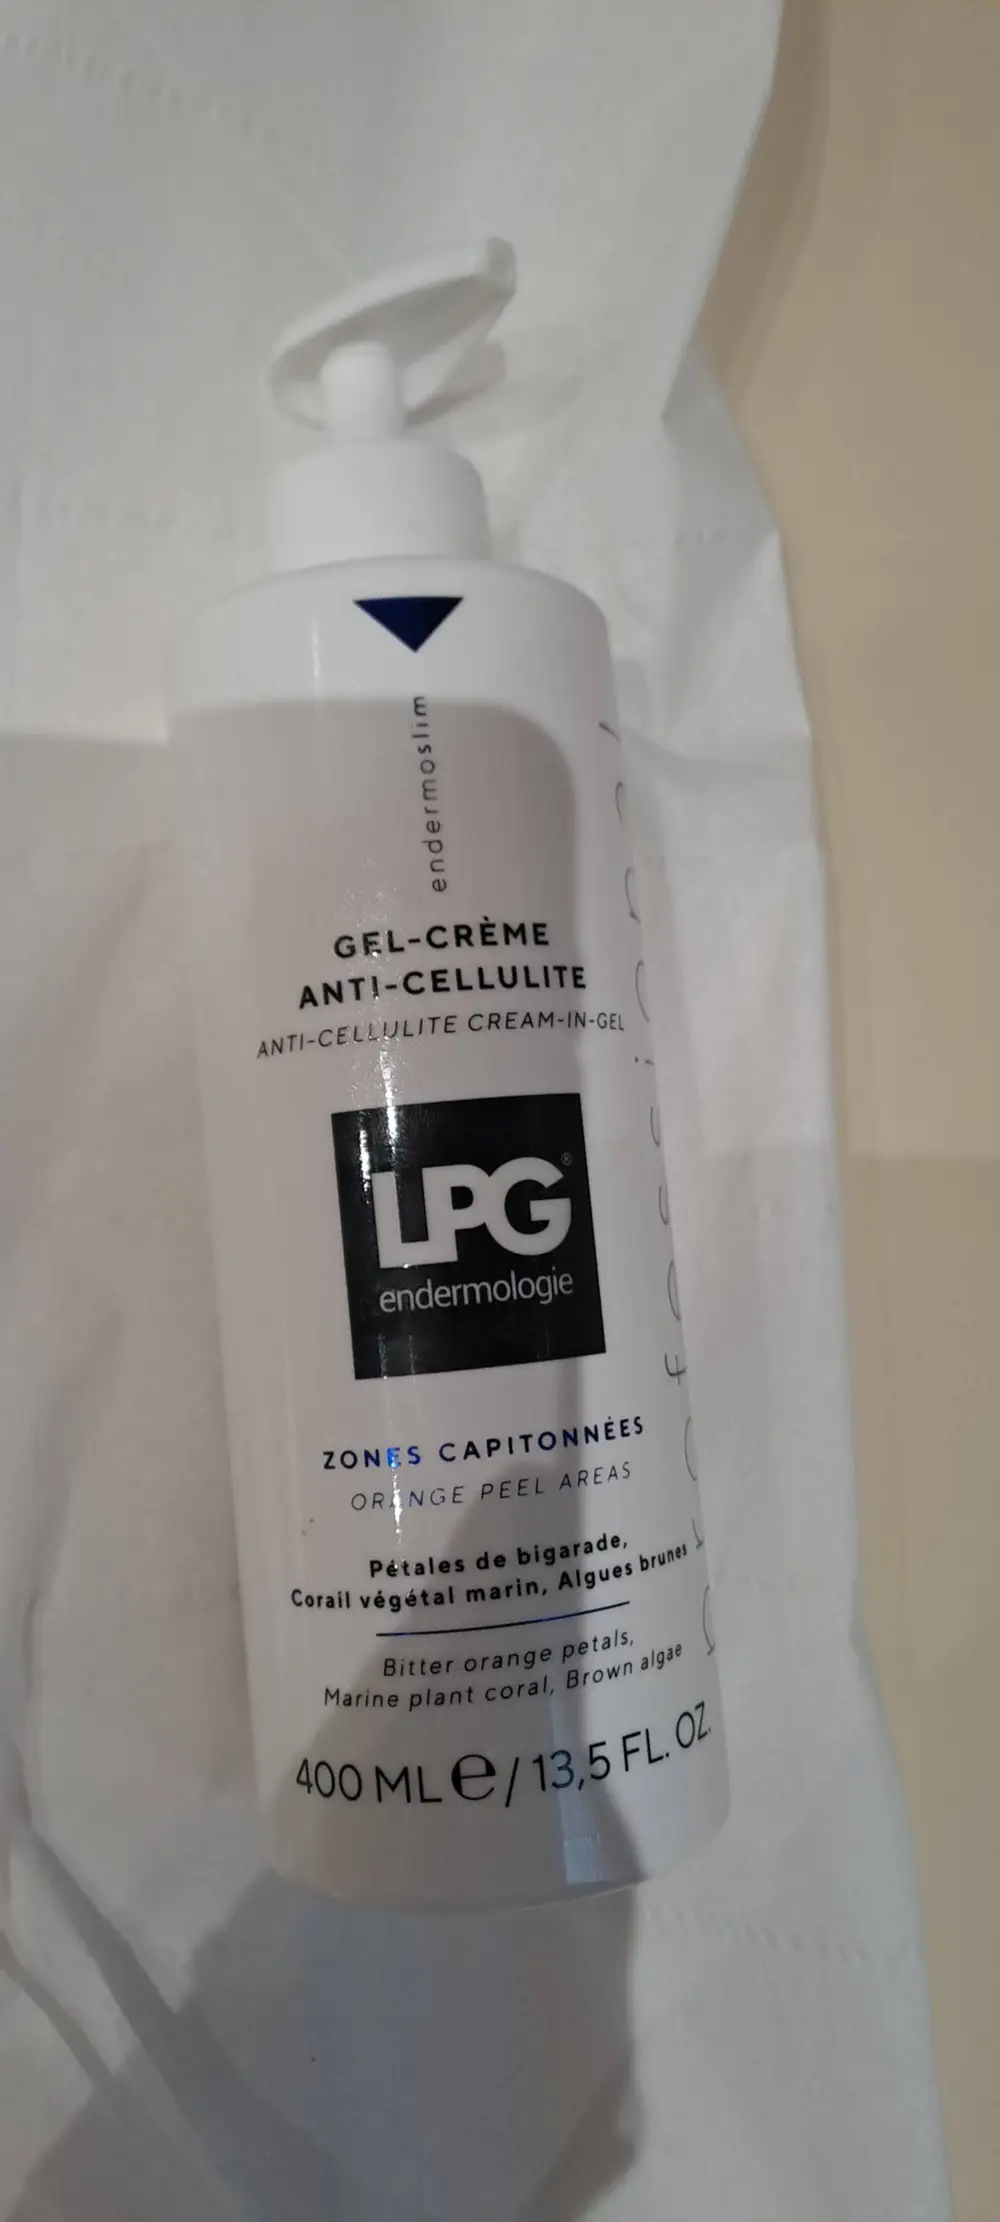 endermoslim
GEL-CRÈME
ANTI-CELLULITE
ANTI-CELLULITE CREAM-IN-GEL
LPG®
endermologie
ZONES CAPITONNÉES
ORANGE PEEL AREAS
Pétales de bigarade,
Corail végétal marin, Algues brunes
Bitter orange petals,
Marine plant coral, Brown algae
400 ML e / 13,5 FL. OZ.